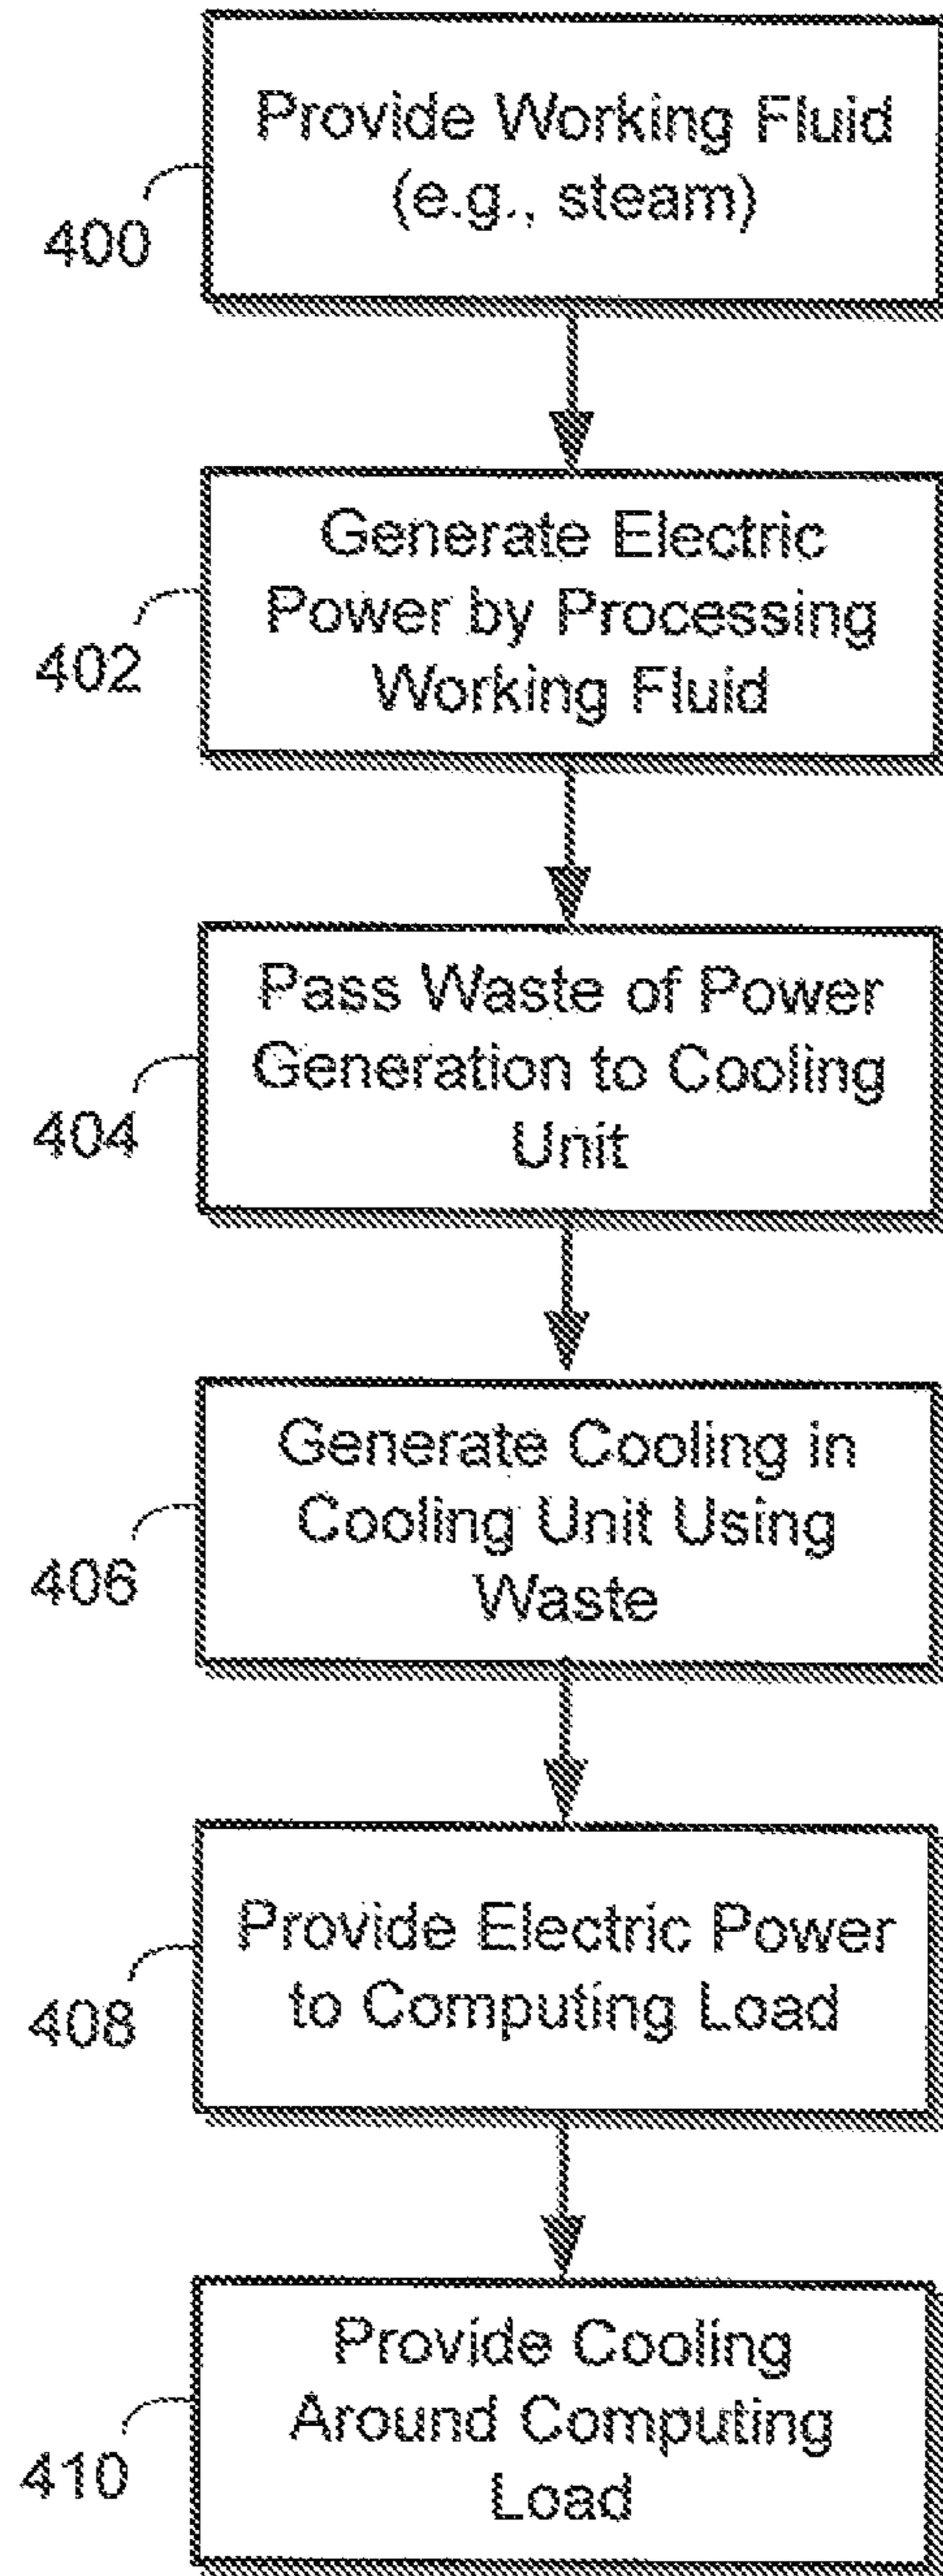 Provide Working Fluid
(e.g., steam)
400
Generate Electric
Power by Processing
Working Fluid
402
Pass Waste of Power
Generation to Cooling
Unit
404
Generate Cooling in
Cooling Unit Using
Waste
406
Provide Electric Power
to Computing Load
408
Provide Cooling
Around Computing
Load
410